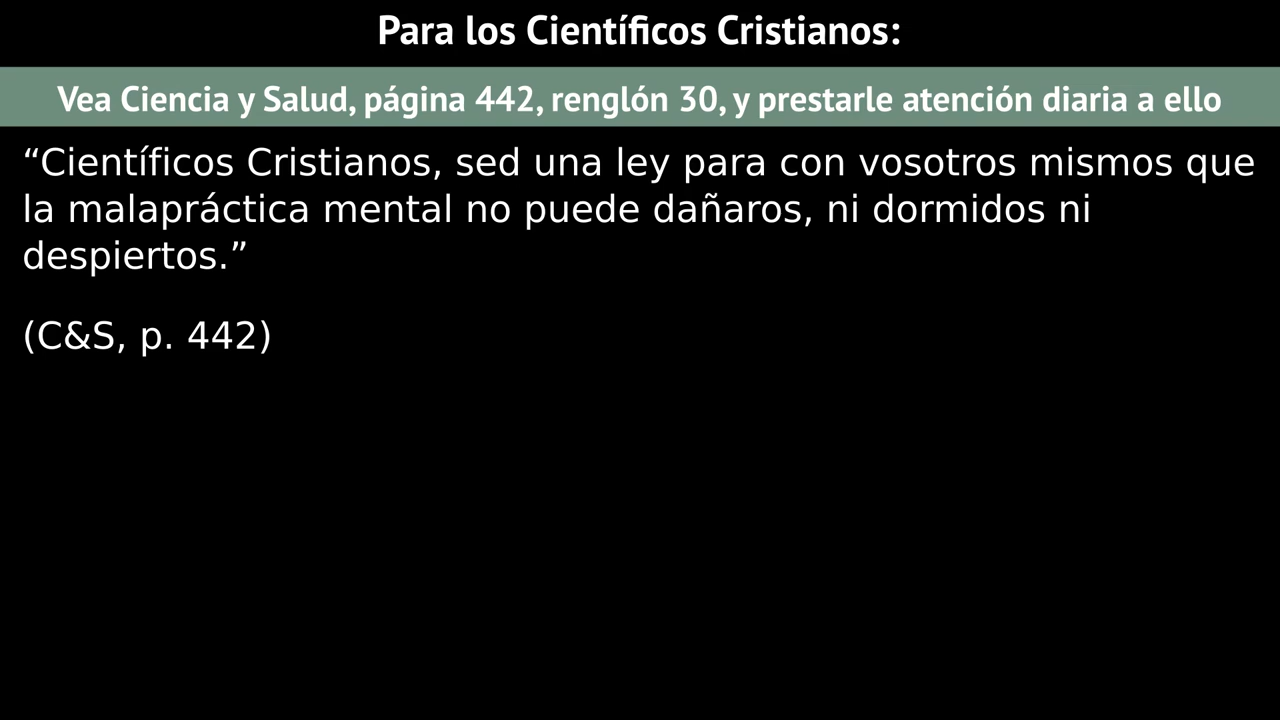 Para los Científicos Cristianos:
Vea Ciencia y Salud, página 442, renglón 30, y prestarle atención diaria a ello
“Científicos Cristianos, sed una ley para con vosotros mismos que
la malapráctica mental no puede dañaros, ni dormidos ni
despiertos.”
(C&S, p. 442)